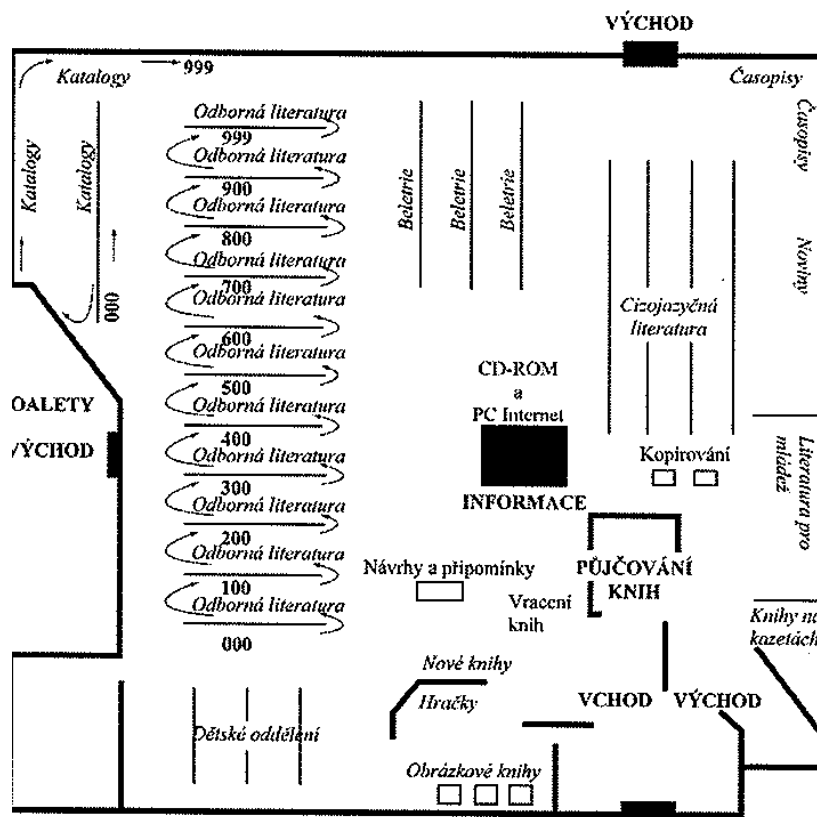 VÝCHOD
Katalogy
999
Časopisy
Časopisy
Noviny
Katalogy
Katalogy
000
Odborná literatura
999
Odborná literatura
900
Odborná literatura
800
Odborná literatura
700
Odborná literatura
600
Odborná literatura
500
Odborná literatura
400
Odborná literatura
300
Odborná literatura
200
Odborná literatura
100
Odborná literatura
000
Beletrie
Beletrie
Beletrie
Cizojazyčná
literatura
CD-ROM
a
PC Internet
INFORMACE
OALETY
VÝCHOD
Kopírování
Literatura pro
mládež
Návrhy a připomínky
PŮJČOVÁNÍ
KNIH
Vracení
knih
Knihy na
kazetách
Nové knihy
Hračky
VCHOD
VÝCHOD
Dětské oddělení
Obrázkové knihy